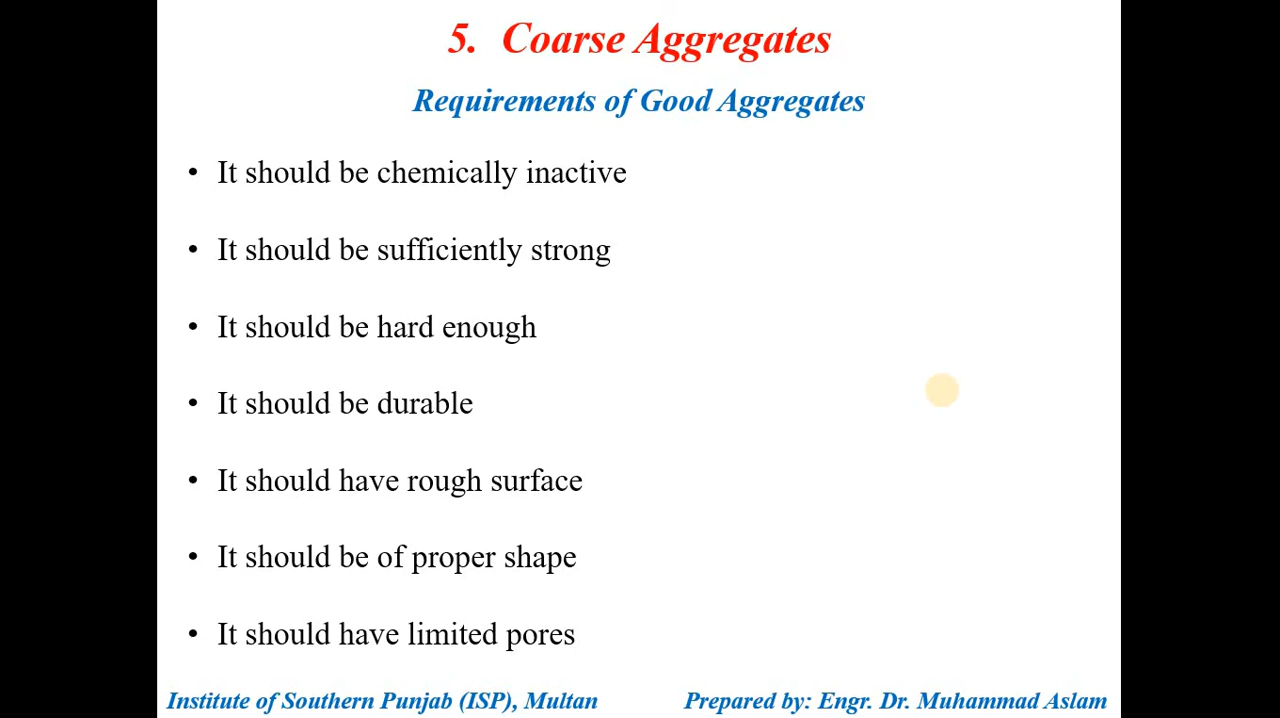 5. Coarse Aggregates
Requirements of Good Aggregates
• It should be chemically inactive
• It should be sufficiently strong
• It should be hard enough
• It should be durable
• It should have rough surface
• It should be of proper shape
• It should have limited pores
Institute of Southern Punjab (ISP), Multan
Prepared by: Engr. Dr. Muhammad Aslam